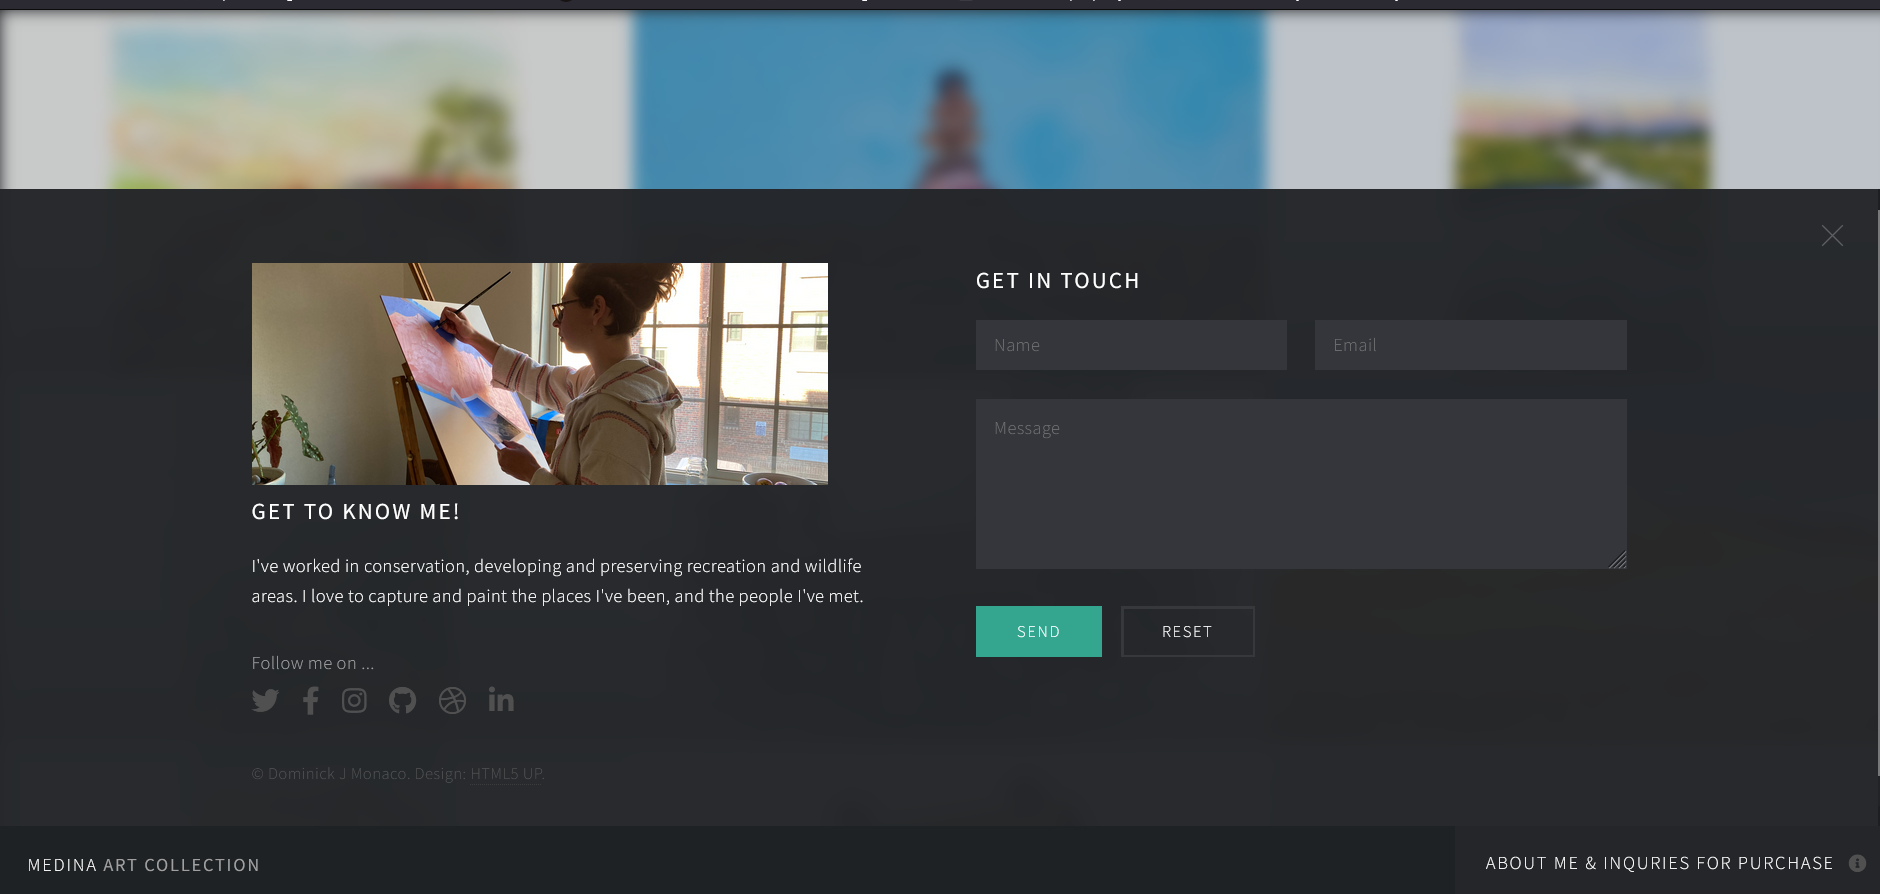 GET TO KNOW ME!
I've worked in conservation, developing and preserving recreation and wildlife
areas. I love to capture and paint the places I've been, and the people I've met.
Follow me on ...
© Dominick J Monaco. Design: HTML5 UP.
GET IN TOUCH
Name
Email
Message
SEND
RESET
MEDINA ART COLLECTION
ABOUT ME & INQURIES FOR PURCHASE